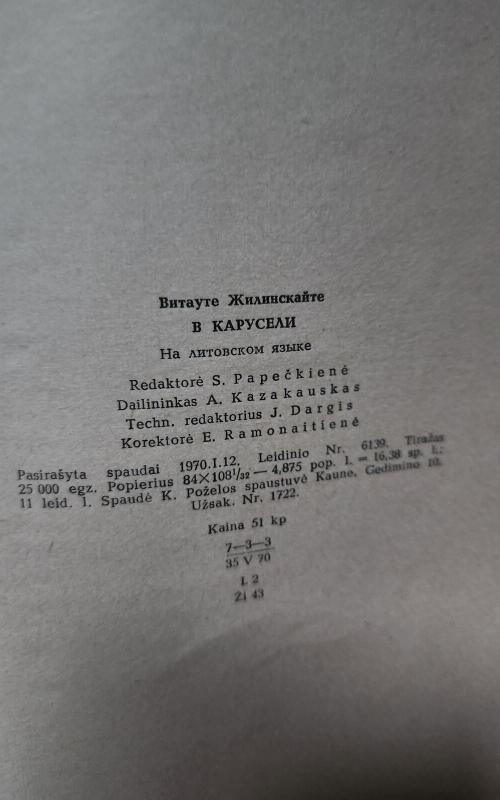 Витауте Жилинскайте
В КАРУСЕЛИ
На литовском языке
Redaktorė S. Papečkienė
Dailininkas A. Kazakauskas
Techn. redaktorius J. Dargis
Korektorė E. Ramonaitienė
Pasirašyta spaudai 1970.I.12. Leidinio Nr. 6139. Tiražas
25 000 egz. Popierius 84×108¹/₃₂ — 4,875 pop. l. = 16,38 sp. l.;
11 leid. l. Spaudė K. Poželos spaustuvė Kaune, Gedimino 10.
Užsak. Nr. 1722.
Kaina 51 kp
7—3—3
35 V 70
L 2
Ži 43